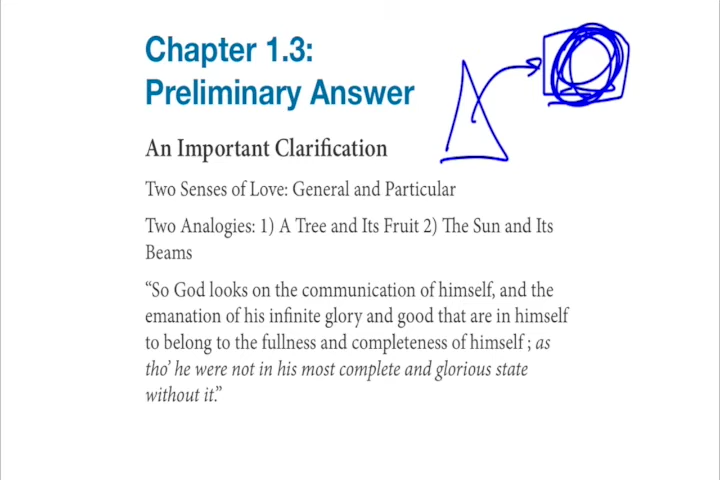 Chapter 1.3:
Preliminary Answer
An Important Clarification
Two Senses of Love: General and Particular
Two Analogies: 1) A Tree and Its Fruit 2) The Sun and Its
Beams
“So God looks on the communication of himself, and the
emanation of his infinite glory and good that are in himself
to belong to the fullness and completeness of himself ; as
tho’ he were not in his most complete and glorious state
without it.”